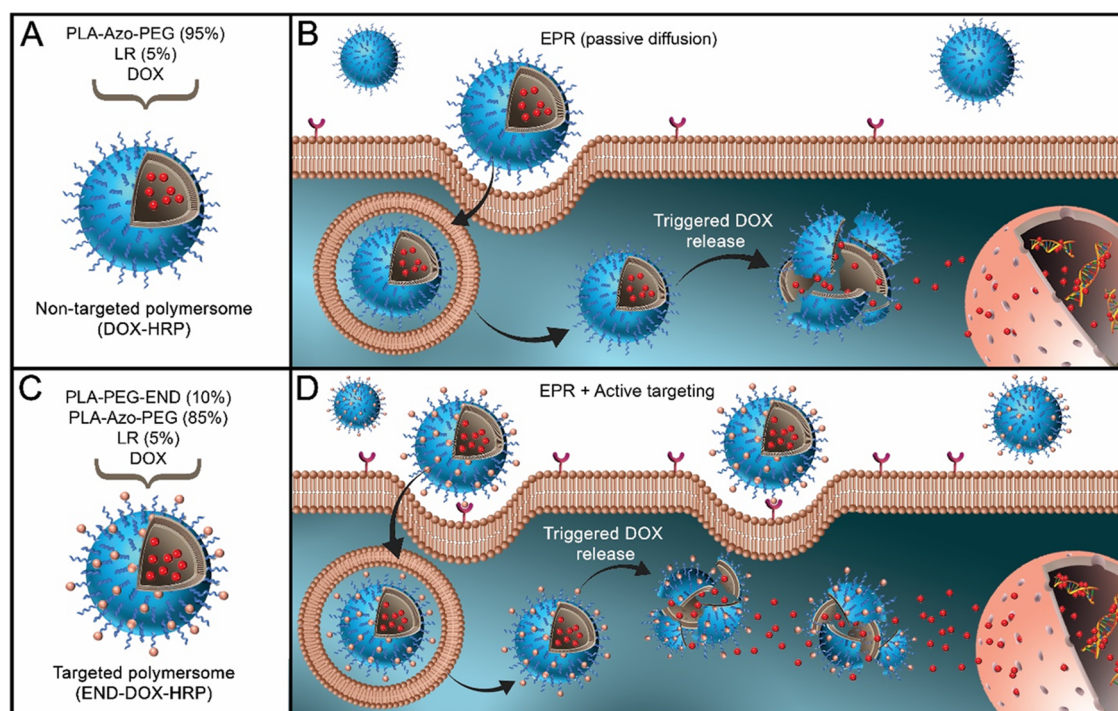 A
PLA-Azo-PEG (95%)
LR (5%)
DOX
Non-targeted polymersome
(DOX-HRP)
B
EPR (passive diffusion)
Triggered DOX
release
C
PLA-PEG-END (10%)
PLA-Azo-PEG (85%)
LR (5%)
DOX
Targeted polymersome
(END-DOX-HRP)
D
EPR + Active targeting
Triggered DOX
release